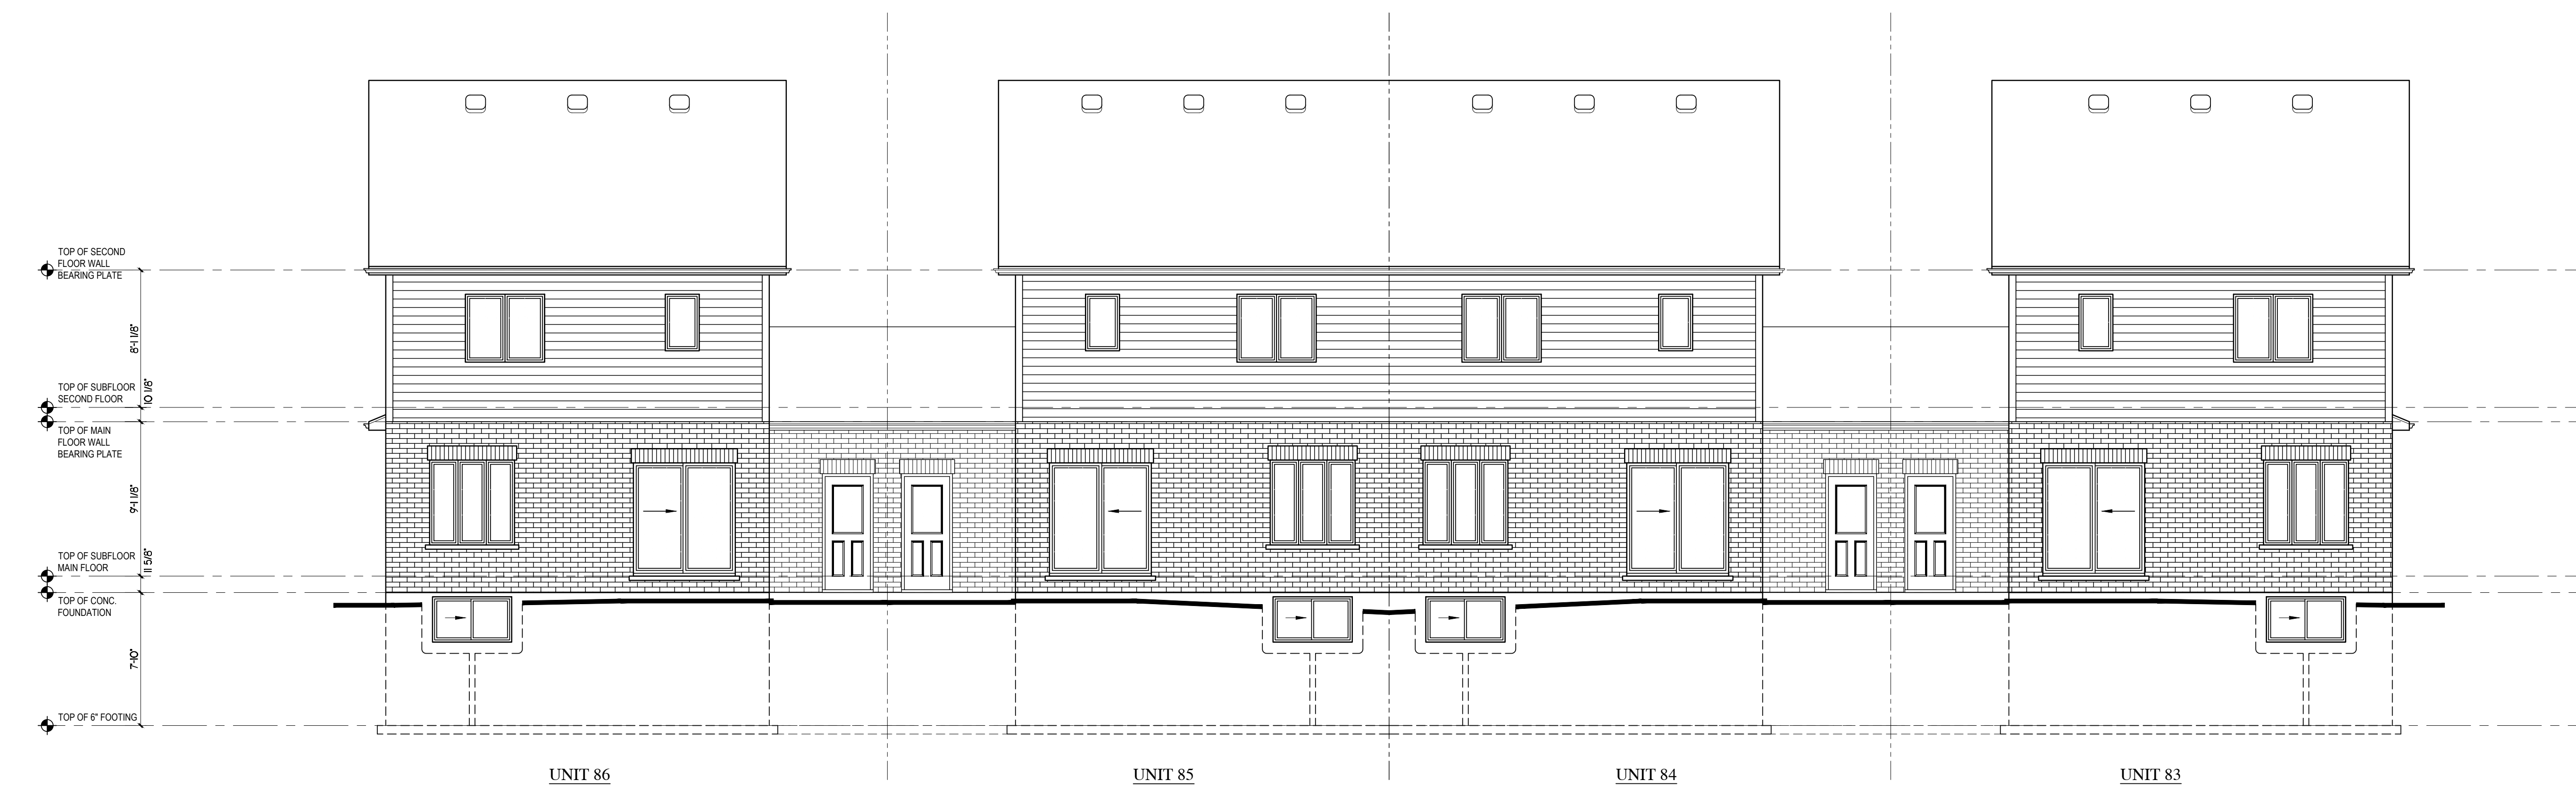 TOP OF SECOND
FLOOR WALL
BEARING PLATE
8'-1 1/8"
TOP OF SUBFLOOR
SECOND FLOOR
10 1/8"
TOP OF MAIN
FLOOR WALL
BEARING PLATE
9'-1 1/8"
TOP OF SUBFLOOR
MAIN FLOOR
11 5/8"
TOP OF CONC.
FOUNDATION
7'-10"
TOP OF 6" FOOTING
UNIT 86
UNIT 85
UNIT 84
UNIT 83